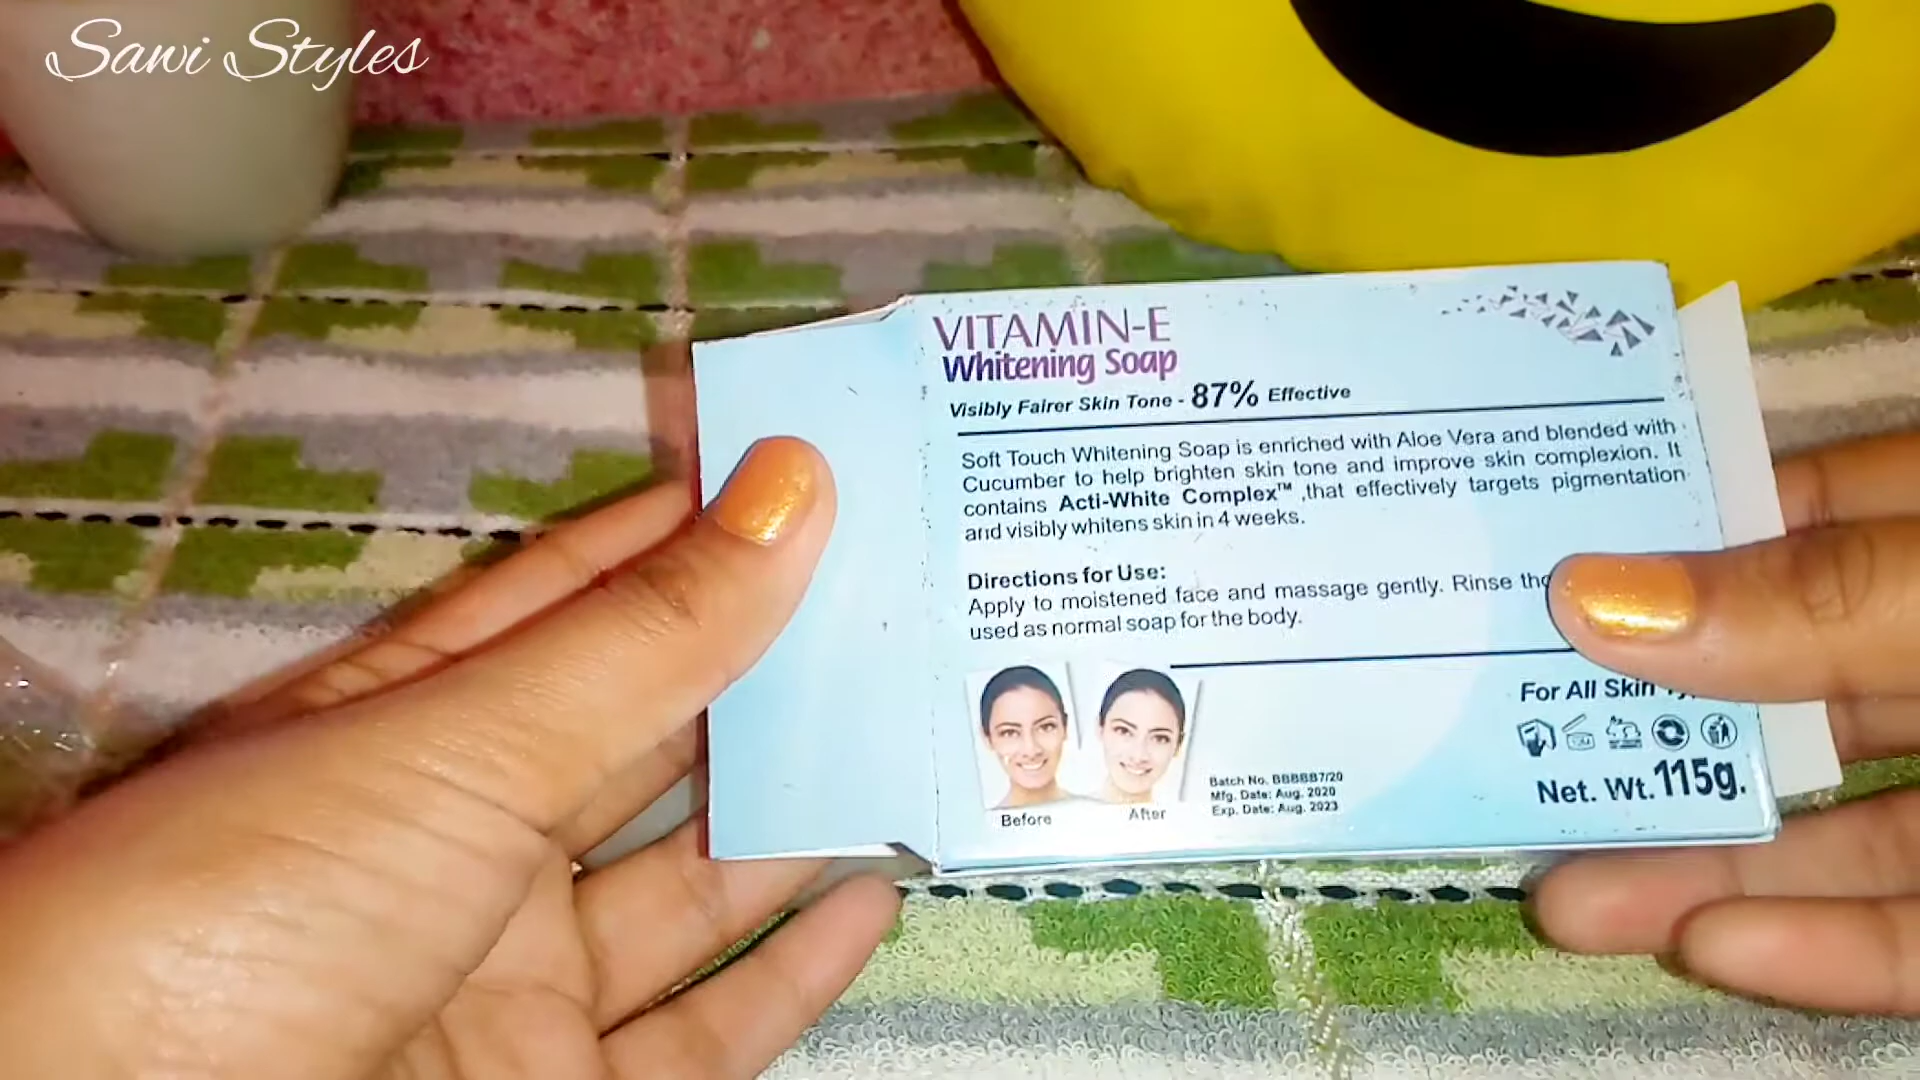 Sawi Styles
VITAMIN-E
Whitening Soap
Visibly Fairer Skin Tone - 87% Effective
Soft Touch Whitening Soap is enriched with Aloe Vera and blended with
Cucumber to help brighten skin tone and improve skin complexion. It
contains Acti-White Complex™ ,that effectively targets pigmentation
and visibly whitens skin in 4 weeks.
Directions for Use:
Apply to moistened face and massage gently. Rinse
used as normal soap for the body.
For All Skin
Before
After
Batch No. BBBBB7/20
Mfg. Date: Aug. 2020
Exp. Date: Aug. 2023
Net. Wt. 115g.